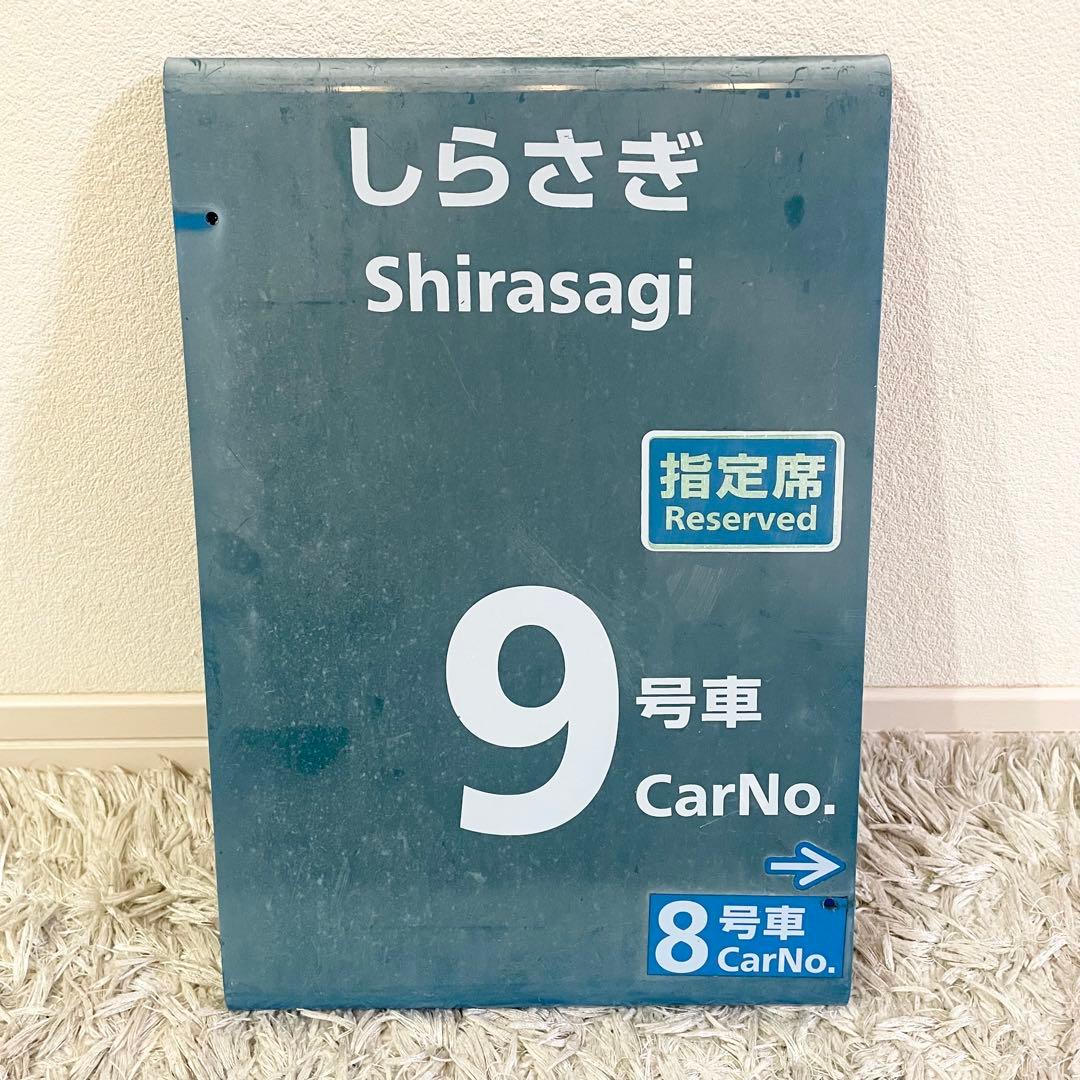 しらさぎ
Shirasagi
指定席
Reserved
9 号車
CarNo.
→
8 号車
CarNo.